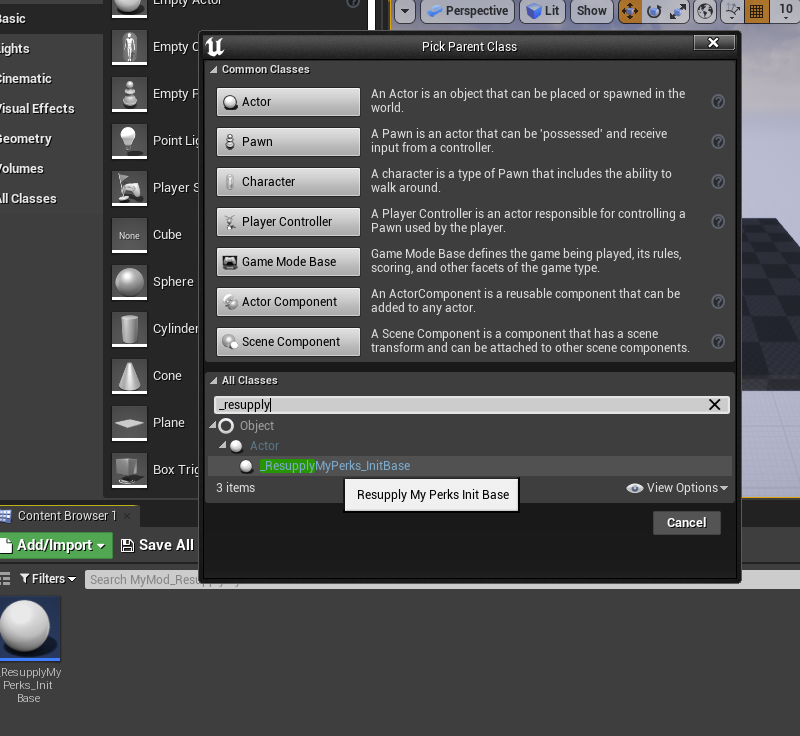 Empty Actor
Basic
Lights
Cinematic
Visual Effects
Geometry
Volumes
All Classes
Empty C
Empty P
Point Lig
Player S
None
Cube
Sphere
Cylinder
Cone
Plane
Box Trig
Perspective
Lit
Show
10
Pick Parent Class
Common Classes
Actor
An Actor is an object that can be placed or spawned in the
world.
Pawn
A Pawn is an actor that can be 'possessed' and receive
input from a controller.
Character
A character is a type of Pawn that includes the ability to
walk around.
Player Controller
A Player Controller is an actor responsible for controlling a
Pawn used by the player.
Game Mode Base
Game Mode Base defines the game being played, its rules,
scoring, and other facets of the game type.
Actor Component
An ActorComponent is a reusable component that can be
added to any actor.
Scene Component
A Scene Component is a component that has a scene
transform and can be attached to other scene components.
All Classes
_resupply
Object
Actor
_ResupplyMyPerks_InitBase
3 items
View Options
Resupply My Perks Init Base
Cancel
Content Browser 1
Add/Import
Save All
Filters
Search MyMod_Resupply
_ResupplyMy
Perks_Init
Base